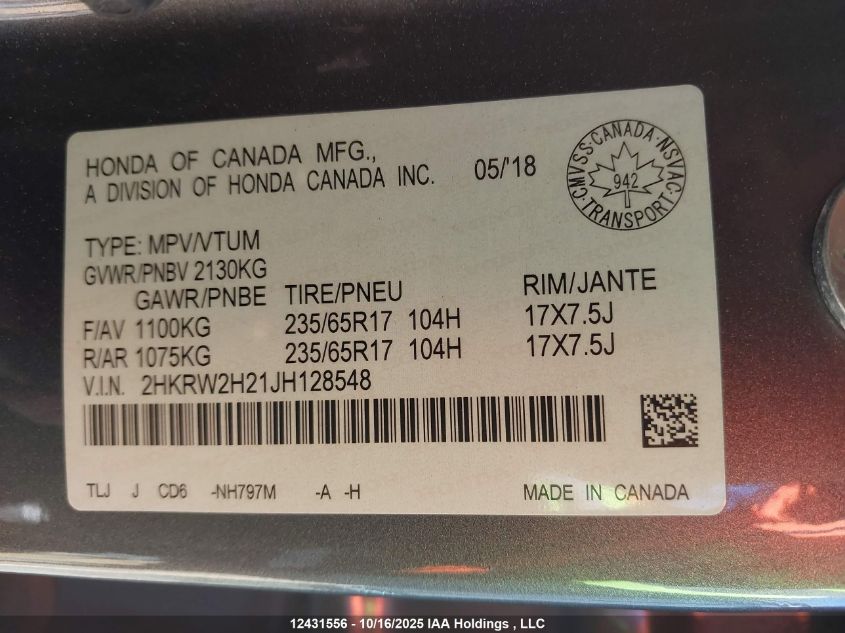 HONDA OF CANADA MFG.,
A DIVISION OF HONDA CANADA INC. 05/'18
CMVSS·CANADA·NSVAC·TRANSPORT·
942
TYPE: MPV/VTUM
GVWR/PNBV 2130KG
GAWR/PNBE TIRE/PNEU RIM/JANTE
F/AV 1100KG 235/65R17 104H 17X7.5J
R/AR 1075KG 235/65R17 104H 17X7.5J
V.I.N. 2HKRW2H21JH128548
TLJ J CD6 -NH797M -A -H MADE IN CANADA
12431556 - 10/16/2025 IAA Holdings , LLC